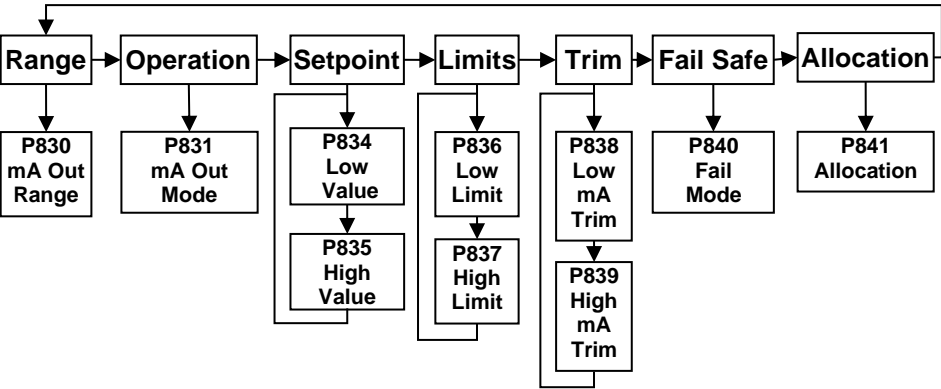 Range
Operation
Setpoint
Limits
Trim
Fail Safe
Allocation
P830
mA Out
Range
P831
mA Out
Mode
P834
Low
Value
P835
High
Value
P836
Low
Limit
P837
High
Limit
P838
Low
mA
Trim
P839
High
mA
Trim
P840
Fail
Mode
P841
Allocation